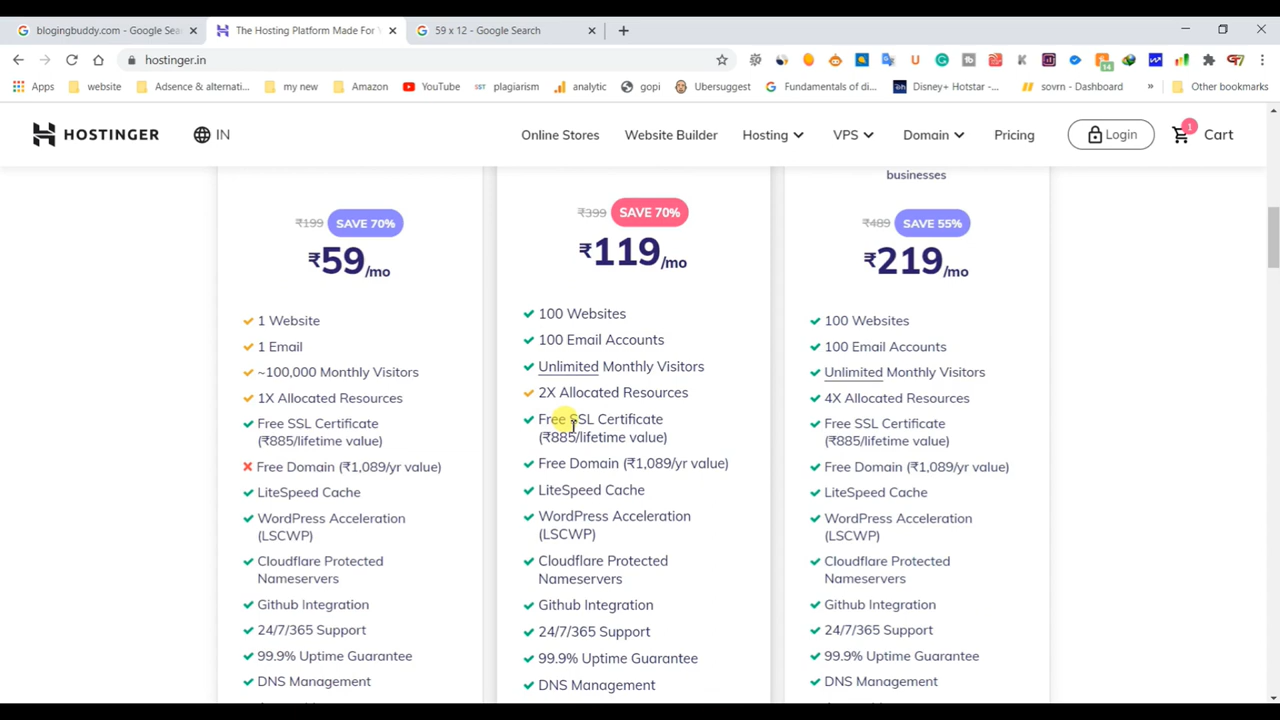 blogingbuddy.com - Google Sea
The Hosting Platform Made For Y
59 x 12 - Google Search
hostinger.in
14
Apps
website
Adsence & alternati...
my new
Amazon
YouTube
SST plagiarism
analytic
gopi
Ubersuggest
Fundamentals of di...
Disney+ Hotstar -...
sovrn - Dashboard
»
Other bookmarks
HOSTINGER
IN
Online Stores
Website Builder
Hosting
VPS
Domain
Pricing
Login
1
Cart
₹199 SAVE 70%
₹59/mo
1 Website
1 Email
~100,000 Monthly Visitors
1X Allocated Resources
Free SSL Certificate
(₹885/lifetime value)
Free Domain (₹1,089/yr value)
LiteSpeed Cache
WordPress Acceleration
(LSCWP)
Cloudflare Protected
Nameservers
Github Integration
24/7/365 Support
99.9% Uptime Guarantee
DNS Management
₹399 SAVE 70%
₹119/mo
100 Websites
100 Email Accounts
Unlimited Monthly Visitors
2X Allocated Resources
Free SSL Certificate
(₹885/lifetime value)
Free Domain (₹1,089/yr value)
LiteSpeed Cache
WordPress Acceleration
(LSCWP)
Cloudflare Protected
Nameservers
Github Integration
24/7/365 Support
99.9% Uptime Guarantee
DNS Management
businesses
₹489 SAVE 55%
₹219/mo
100 Websites
100 Email Accounts
Unlimited Monthly Visitors
4X Allocated Resources
Free SSL Certificate
(₹885/lifetime value)
Free Domain (₹1,089/yr value)
LiteSpeed Cache
WordPress Acceleration
(LSCWP)
Cloudflare Protected
Nameservers
Github Integration
24/7/365 Support
99.9% Uptime Guarantee
DNS Management